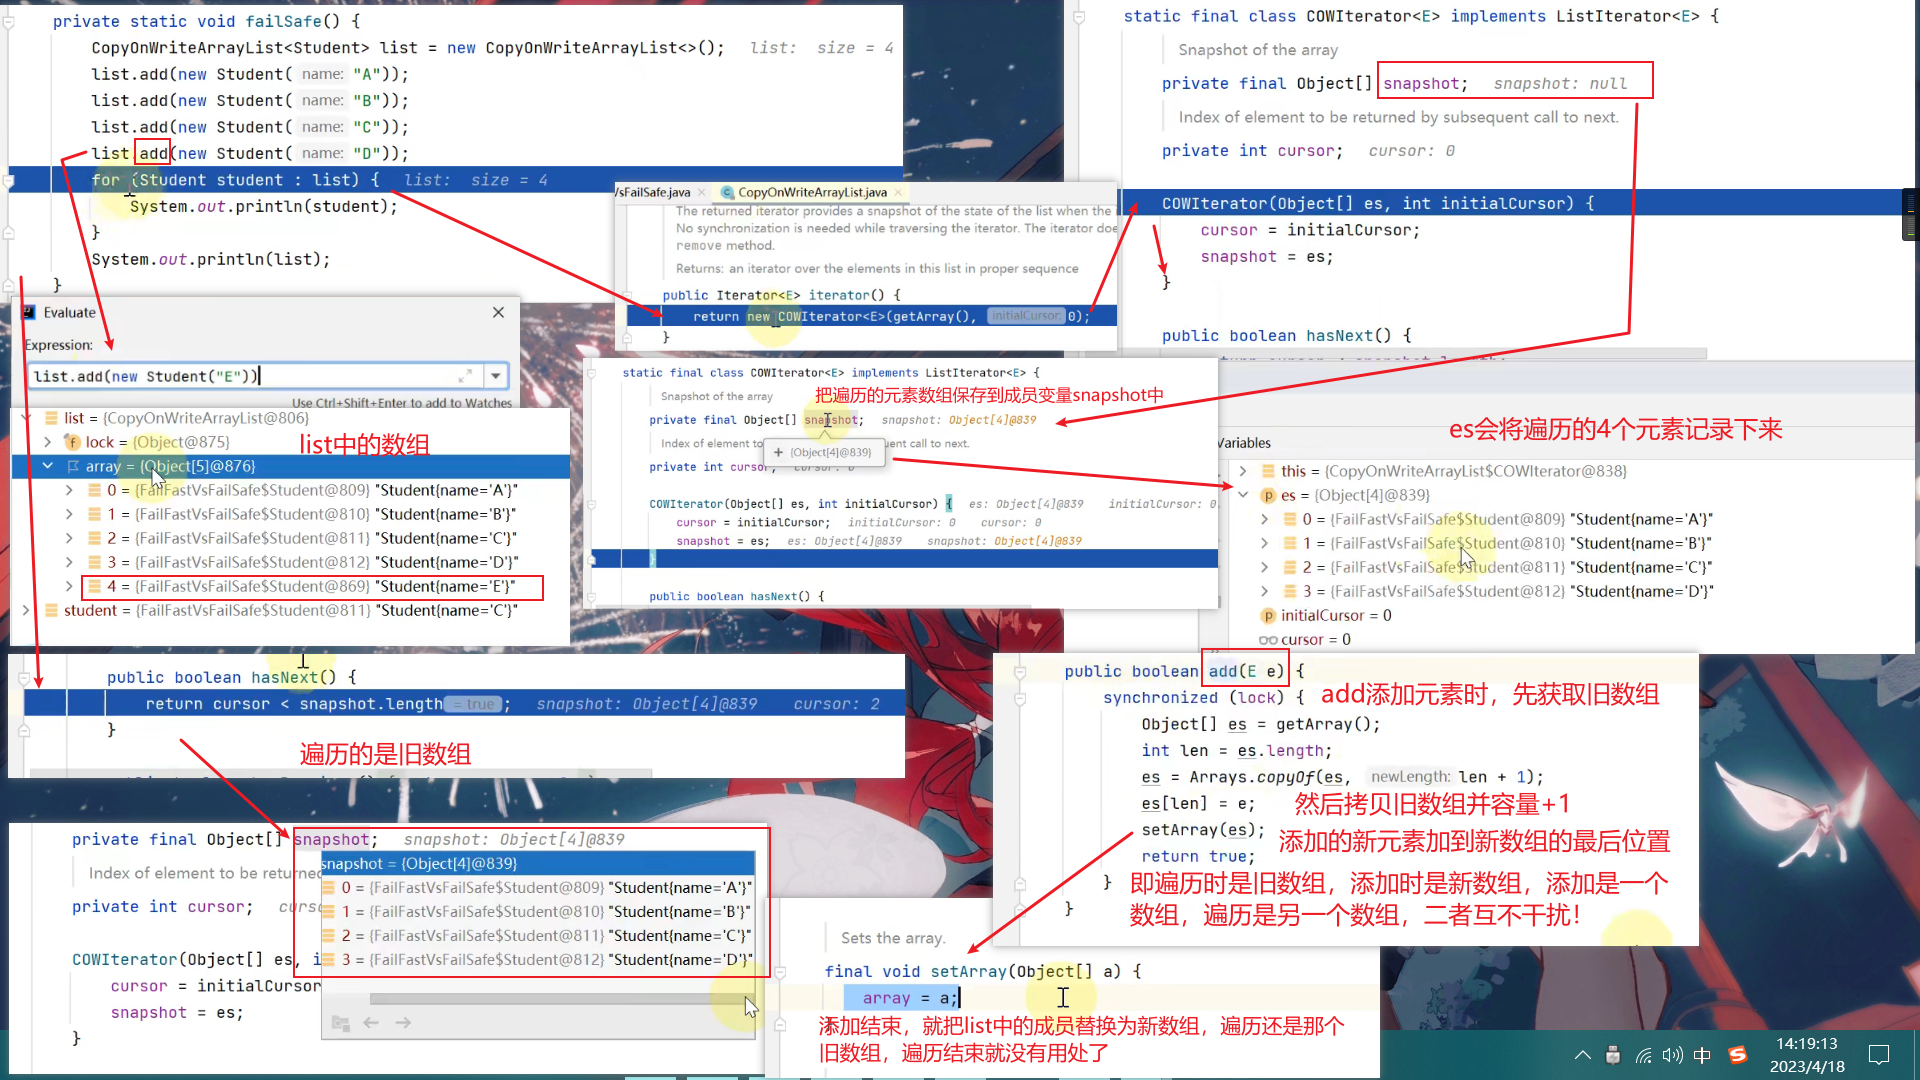 private static void failSafe() {
CopyOnWriteArrayList<Student> list = new CopyOnWriteArrayList<>();   list:  size = 4
list.add(new Student( name: "A"));
list.add(new Student( name: "B"));
list.add(new Student( name: "C"));
list.add(new Student( name: "D"));
for (Student student : list) {   list:  size = 4
System.out.println(student);
}
System.out.println(list);
}
static final class COWIterator<E> implements ListIterator<E> {
Snapshot of the array
private final Object[] snapshot;   snapshot: null
Index of element to be returned by subsequent call to next.
private int cursor;   cursor: 0
COWIterator(Object[] es, int initialCursor) {
cursor = initialCursor;
snapshot = es;
}
public boolean hasNext() {
VsFailSafe.java
CopyOnWriteArrayList.java
The returned iterator provides a snapshot of the state of the list when the
No synchronization is needed while traversing the iterator. The iterator doe
remove method.
Returns: an iterator over the elements in this list in proper sequence
public Iterator<E> iterator() {
return new COWIterator<E>(getArray(), initialCursor: 0);
}
Evaluate
Expression:
list.add(new Student("E"))
Use Ctrl+Shift+Enter to add to Watches
list = {CopyOnWriteArrayList@806}
lock = {Object@875}
list中的数组
array = {Object[5]@876}
0 = {FailFastVsFailSafe$Student@809} "Student{name='A'}"
1 = {FailFastVsFailSafe$Student@810} "Student{name='B'}"
2 = {FailFastVsFailSafe$Student@811} "Student{name='C'}"
3 = {FailFastVsFailSafe$Student@812} "Student{name='D'}"
4 = {FailFastVsFailSafe$Student@869} "Student{name='E'}"
student = {FailFastVsFailSafe$Student@811} "Student{name='C'}"
static final class COWIterator<E> implements ListIterator<E> {
Snapshot of the array
把遍历的元素数组保存到成员变量snapshot中
private final Object[] snapshot;   snapshot: Object[4]@839
Index of element to
quent call to next.
+ {Object[4]@839}
private int cursor;   cursor: 0
COWIterator(Object[] es, int initialCursor) {   es: Object[4]@839   initialCursor: 0
cursor = initialCursor;   initialCursor: 0   cursor: 0
snapshot = es;   es: Object[4]@839   snapshot: Object[4]@839
}
public boolean hasNext() {
Variables
es会将遍历的4个元素记录下来
this = {CopyOnWriteArrayList$COWIterator@838}
es = {Object[4]@839}
0 = {FailFastVsFailSafe$Student@809} "Student{name='A'}"
1 = {FailFastVsFailSafe$Student@810} "Student{name='B'}"
2 = {FailFastVsFailSafe$Student@811} "Student{name='C'}"
3 = {FailFastVsFailSafe$Student@812} "Student{name='D'}"
initialCursor = 0
cursor = 0
public boolean hasNext() {
return cursor < snapshot.length = true ;   snapshot: Object[4]@839   cursor: 2
}
遍历的是旧数组
private final Object[] snapshot;   snapshot: Object[4]@839
Index of element to be returne
private int cursor;   curso
COWIterator(Object[] es, i
cursor = initialCursor
snapshot = es;
}
snapshot = {Object[4]@839}
0 = {FailFastVsFailSafe$Student@809} "Student{name='A'}"
1 = {FailFastVsFailSafe$Student@810} "Student{name='B'}"
2 = {FailFastVsFailSafe$Student@811} "Student{name='C'}"
3 = {FailFastVsFailSafe$Student@812} "Student{name='D'}"
public boolean add(E e) {
synchronized (lock) {
add添加元素时，先获取旧数组
Object[] es = getArray();
int len = es.length;
es = Arrays.copyOf(es, newLength: len + 1);
es[len] = e;
然后拷贝旧数组并容量+1
setArray(es);
添加的新元素加到新数组的最后位置
return true;
}
即遍历时是旧数组，添加时是新数组，添加是一个
数组，遍历是另一个数组，二者互不干扰！
}
Sets the array.
final void setArray(Object[] a) {
array = a;
}
添加结束，就把list中的成员替换为新数组，遍历还是那个
旧数组，遍历结束就没有用处了
中
14:19:13
2023/4/18